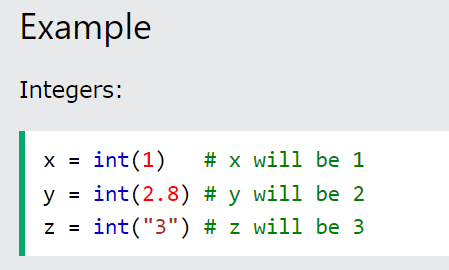 Example
Integers:
x = int(1)   # x will be 1
y = int(2.8) # y will be 2
z = int("3") # z will be 3